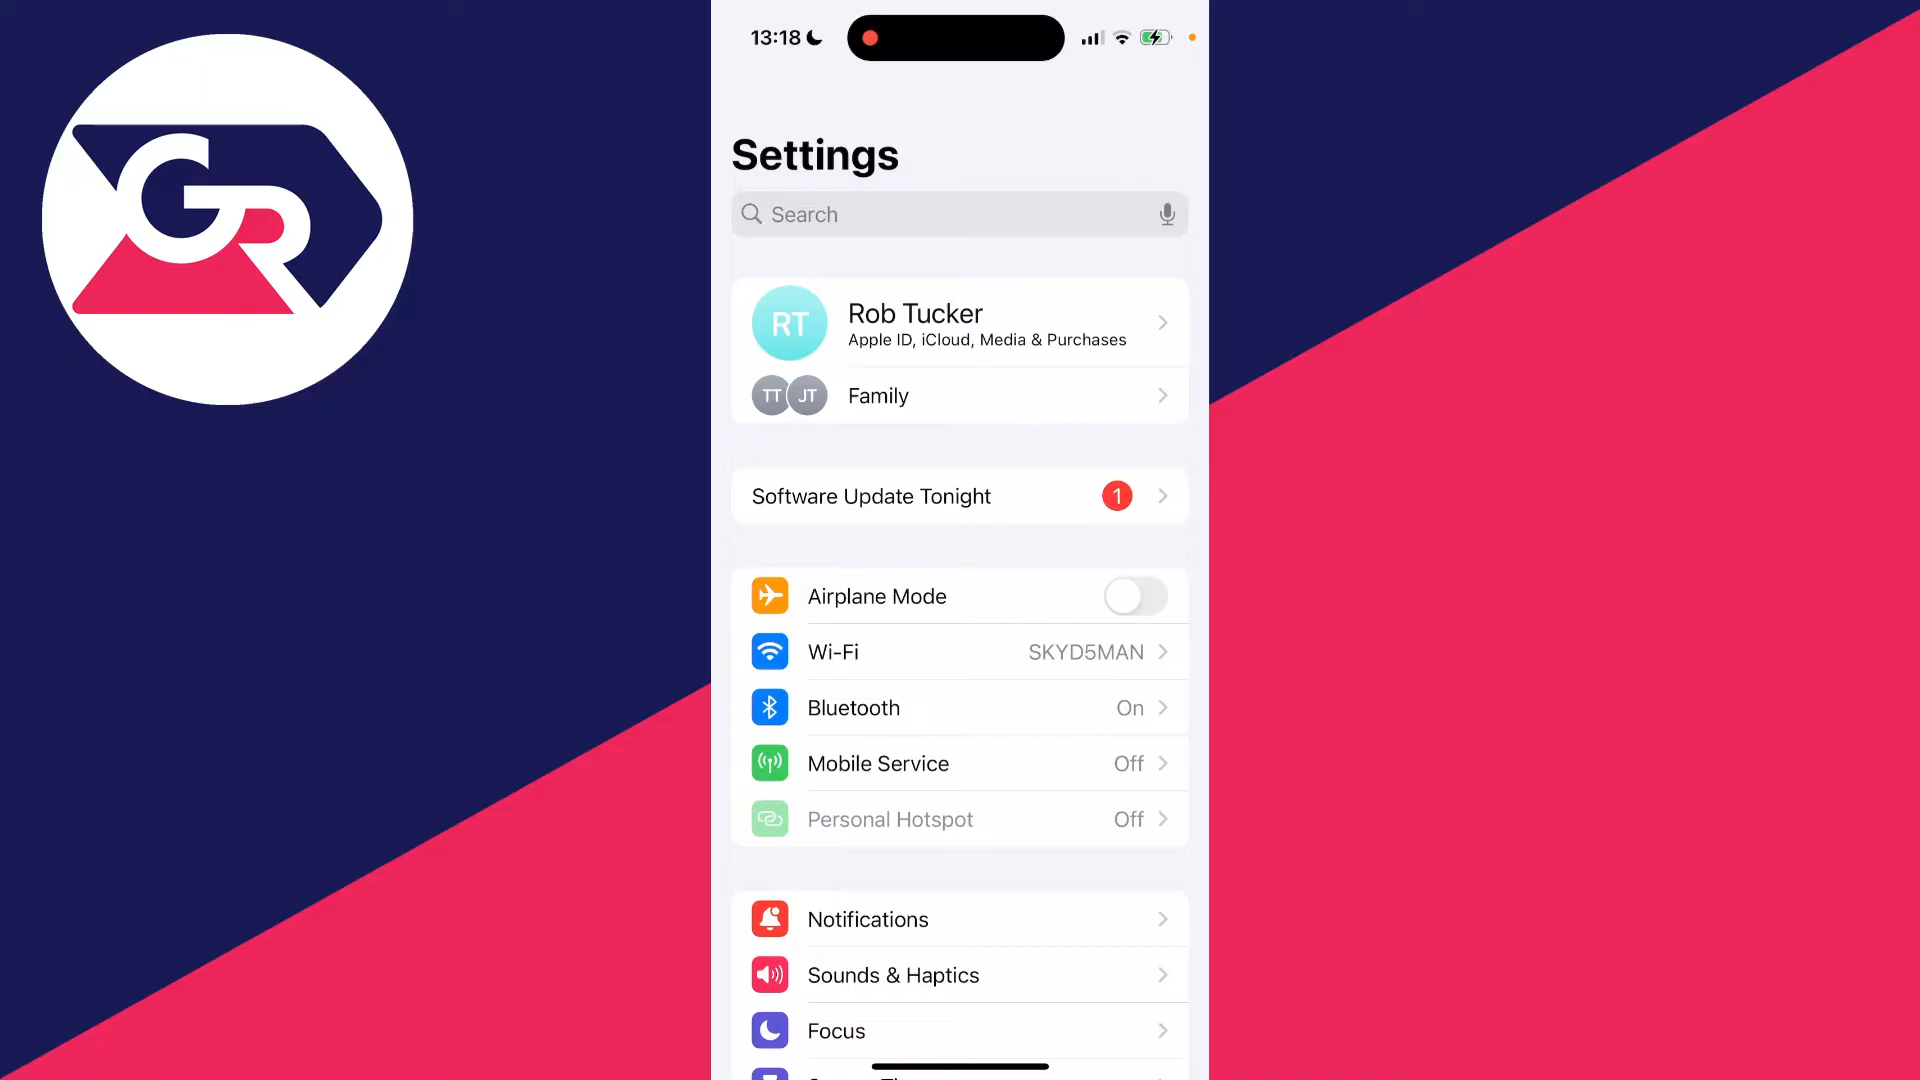 GR
13:18
Settings
Search
RT
Rob Tucker
Apple ID, iCloud, Media & Purchases
TT JT Family
Software Update Tonight 1
Airplane Mode
Wi-Fi SKYD5MAN
Bluetooth On
Mobile Service Off
Personal Hotspot Off
Notifications
Sounds & Haptics
Focus